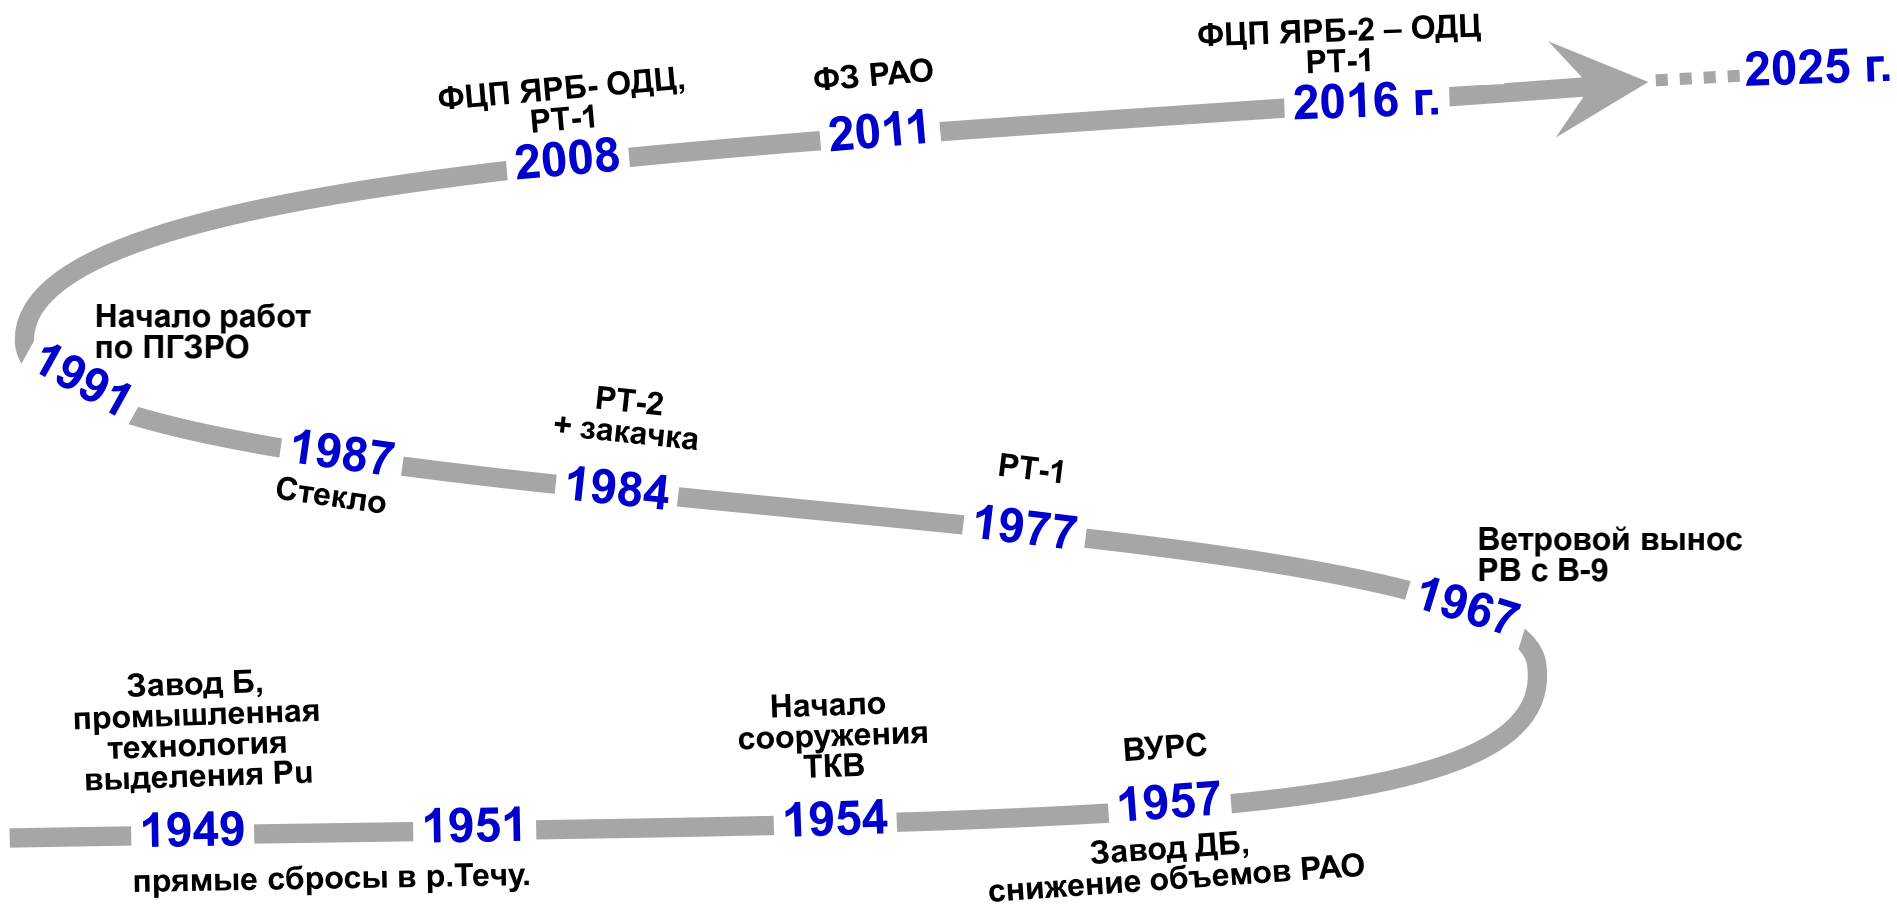 ФЦП ЯРБ- ОДЦ,
РТ-1
2008
ФЗ РАО
2011
ФЦП ЯРБ-2 – ОДЦ
РТ-1
2016 г.
2025 г.
Начало работ
по ПГЗРО
1991
1987
Стекло
РТ-2
+ закачка
1984
РТ-1
1977
Ветровой вынос
РВ с В-9
1967
Завод Б,
промышленная
технология
выделения Pu
1949
1951
прямые сбросы в р.Течу.
Начало
сооружения
ТКВ
1954
ВУРС
1957
Завод ДБ,
снижение объемов РАО